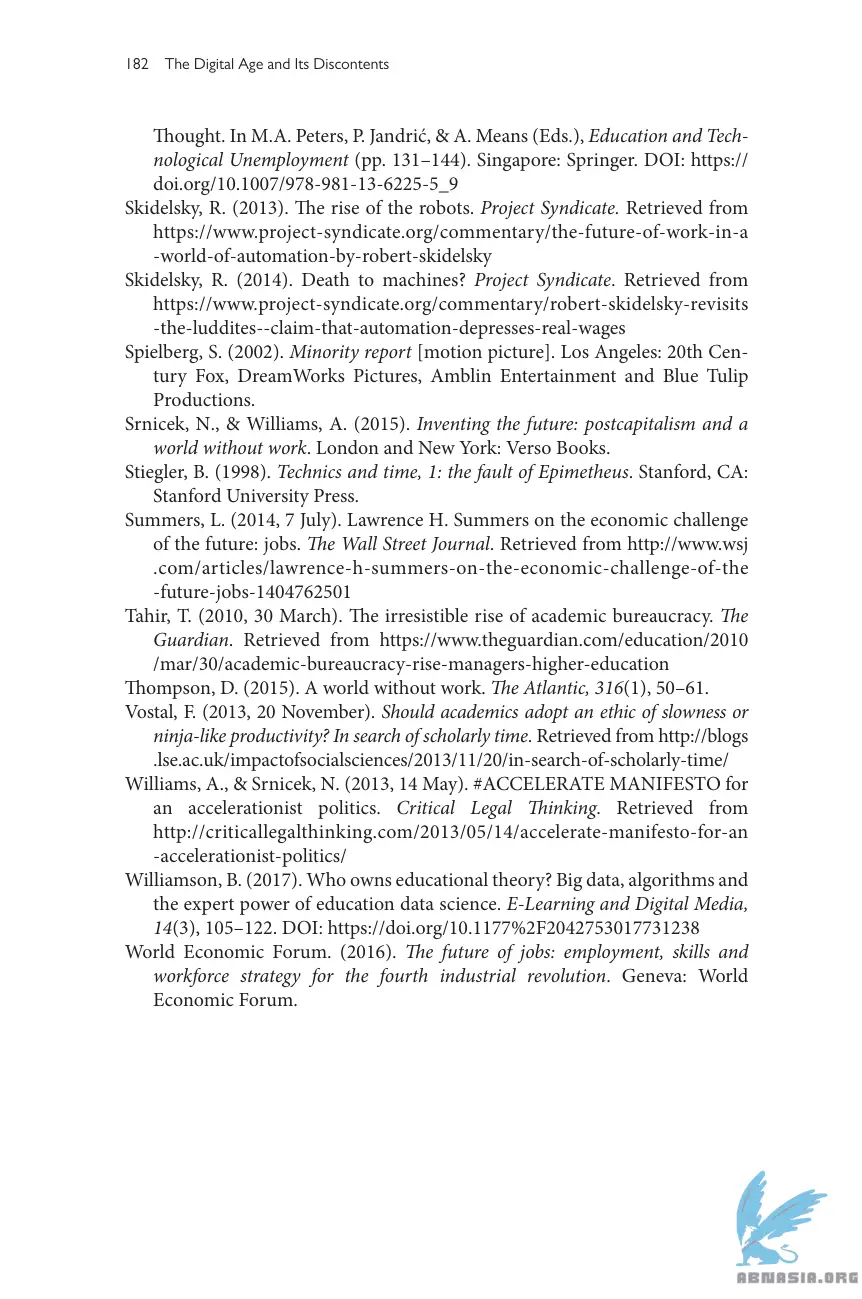 182 The Digital Age and Its Discontents
Thought. In M.A. Peters, P. Jandrić, & A. Means (Eds.), Education and Tech-
nological Unemployment (pp. 131–144). Singapore: Springer. DOI: https://
doi.org/10.1007/978-981-13-6225-5_9
Skidelsky, R. (2013). The rise of the robots. Project Syndicate. Retrieved from
https://www.project-syndicate.org/commentary/the-future-of-work-in-a
-world-of-automation-by-robert-skidelsky
Skidelsky, R. (2014). Death to machines? Project Syndicate. Retrieved from
https://www.project-syndicate.org/commentary/robert-skidelsky-revisits
-the-luddites--claim-that-automation-depresses-real-wages
Spielberg, S. (2002). Minority report [motion picture]. Los Angeles: 20th Cen-
tury Fox, DreamWorks Pictures, Amblin Entertainment and Blue Tulip
Productions.
Srnicek, N., & Williams, A. (2015). Inventing the future: postcapitalism and a
world without work. London and New York: Verso Books.
Stiegler, B. (1998). Technics and time, 1: the fault of Epimetheus. Stanford, CA:
Stanford University Press.
Summers, L. (2014, 7 July). Lawrence H. Summers on the economic challenge
of the future: jobs. The Wall Street Journal. Retrieved from http://www.wsj
.com/articles/lawrence-h-summers-on-the-economic-challenge-of-the
-future-jobs-1404762501
Tahir, T. (2010, 30 March). The irresistible rise of academic bureaucracy. The
Guardian. Retrieved from https://www.theguardian.com/education/2010
/mar/30/academic-bureaucracy-rise-managers-higher-education
Thompson, D. (2015). A world without work. The Atlantic, 316(1), 50–61.
Vostal, F. (2013, 20 November). Should academics adopt an ethic of slowness or
ninja-like productivity? In search of scholarly time. Retrieved from http://blogs
.lse.ac.uk/impactofsocialsciences/2013/11/20/in-search-of-scholarly-time/
Williams, A., & Srnicek, N. (2013, 14 May). #ACCELERATE MANIFESTO for
an accelerationist politics. Critical Legal Thinking. Retrieved from
http://criticallegalthinking.com/2013/05/14/accelerate-manifesto-for-an
-accelerationist-politics/
Williamson, B. (2017). Who owns educational theory? Big data, algorithms and
the expert power of education data science. E-Learning and Digital Media,
14(3), 105–122. DOI: https://doi.org/10.1177%2F2042753017731238
World Economic Forum. (2016). The future of jobs: employment, skills and
workforce strategy for the fourth industrial revolution. Geneva: World
Economic Forum.
ABNASIA.ORG